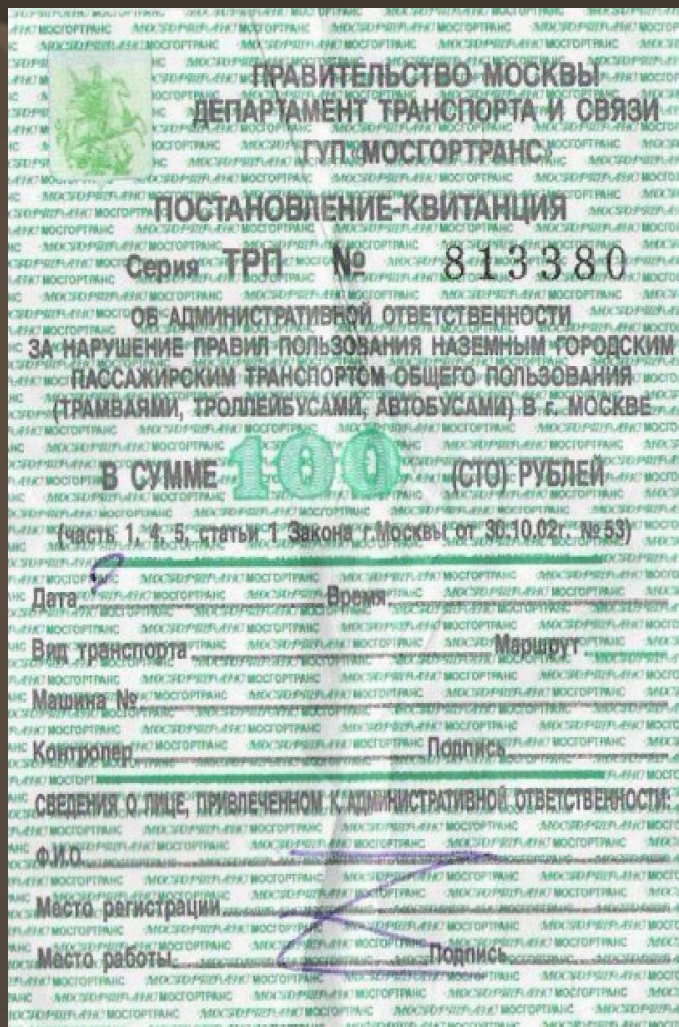 ПРАВИТЕЛЬСТВО МОСКВЫ
ДЕПАРТАМЕНТ ТРАНСПОРТА И СВЯЗИ
ГУП «МОСГОРТРАНС»
ПОСТАНОВЛЕНИЕ-КВИТАНЦИЯ
Серия ТРП № 813380
ОБ АДМИНИСТРАТИВНОЙ ОТВЕТСТВЕННОСТИ
ЗА НАРУШЕНИЕ ПРАВИЛ ПОЛЬЗОВАНИЯ НАЗЕМНЫМ ГОРОДСКИМ
ПАССАЖИРСКИМ ТРАНСПОРТОМ ОБЩЕГО ПОЛЬЗОВАНИЯ
(ТРАМВАЯМИ, ТРОЛЛЕЙБУСАМИ, АВТОБУСАМИ) В г. МОСКВЕ
В СУММЕ 100 (СТО) РУБЛЕЙ
(часть 1, 4, 5, статьи 1 Закона г.Москвы от 30.10.02г. № 53)
Дата Время
Вид транспорта Маршрут
Машина №
Контролер Подпись
СВЕДЕНИЯ О ЛИЦЕ, ПРИВЛЕЧЕННОМ К АДМИНИСТРАТИВНОЙ ОТВЕТСТВЕННОСТИ:
Ф.И.О.
Место регистрации
Место работы Подпись